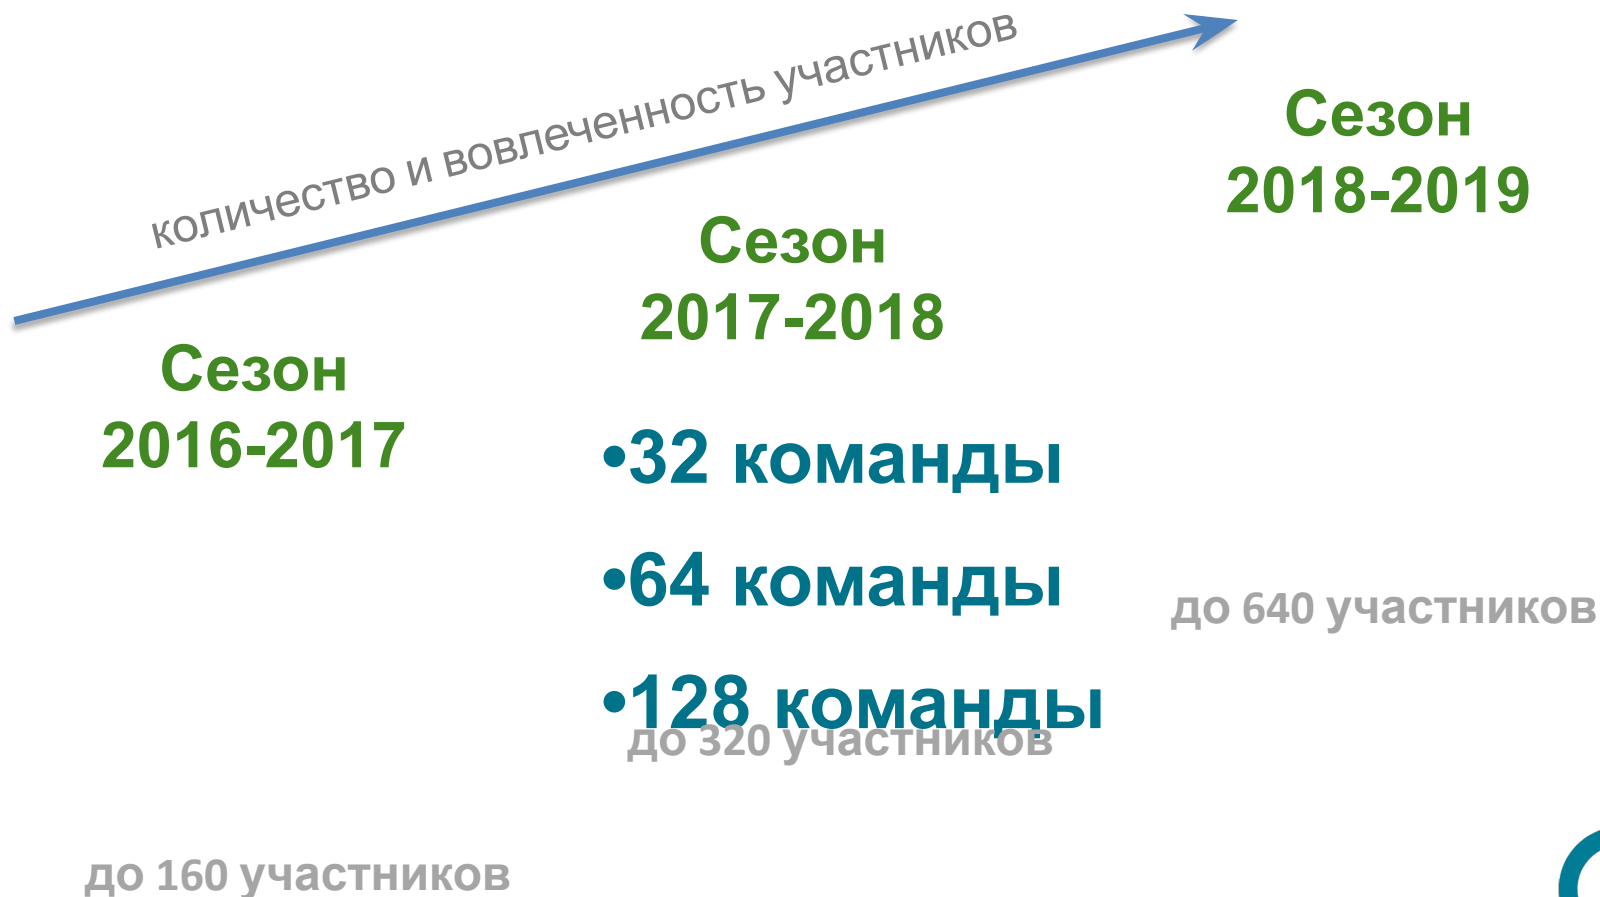 количество и вовлеченность участников
Сезон
2018-2019
Сезон
2017-2018
Сезон
2016-2017
•32 команды
•64 команды
до 640 участников
•128 команды
до 320 участников
до 160 участников